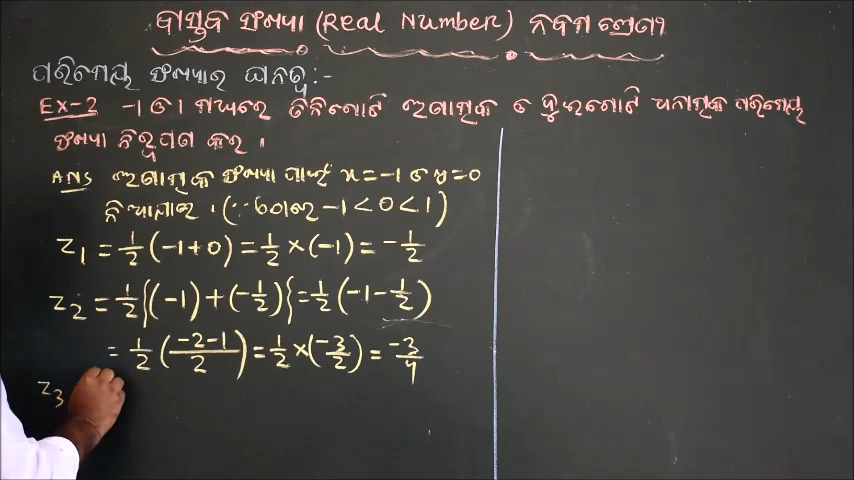 ବାସ୍ତବ ସଂଖ୍ୟା (Real Number) ନବମ ଶ୍ରେଣୀ
ପରିମେୟ ସଂଖ୍ୟାର ଘନତ୍ୱ :-
Ex-2 -1 ଓ 1 ମଧ୍ୟରେ ତିନିଗୋଟି ଋଣାତ୍ମକ ଓ ଦୁଇଗୋଟି ଧନାତ୍ମକ ପରିମେୟ
ସଂଖ୍ୟା ନିରୂପଣ କର ।
ANS ଋଣାତ୍ମକ ସଂଖ୍ୟା ପାଇଁ x = -1 ଓ y = 0
ନିଆଯାଉ । (∵ ଏଠାରେ -1 < 0 < 1)
Z₁ = 1/2 (-1+0) = 1/2 × (-1) = -1/2
Z₂ = 1/2 {(-1) + (-1/2)} = 1/2 (-1 - 1/2)
= 1/2 ((-2-1)/2) = 1/2 × (-3/2) = -3/4
Z₃